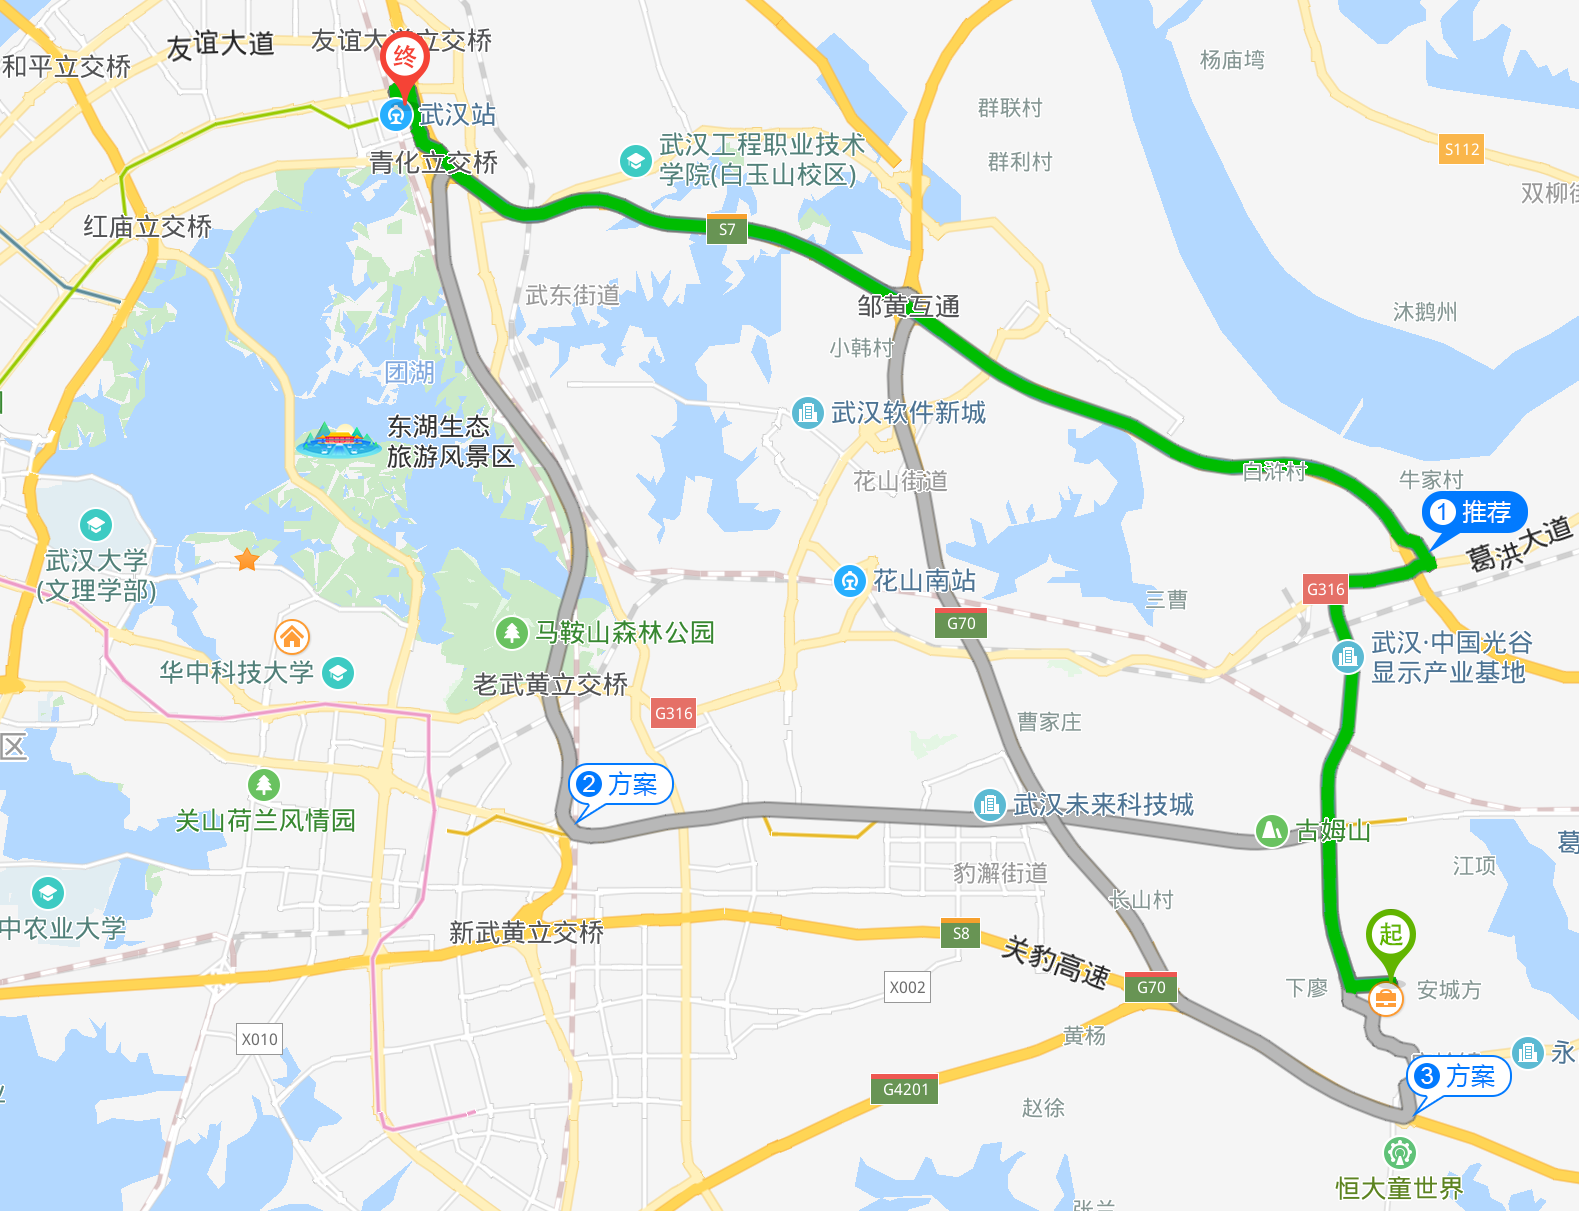 友谊大道
友谊大道立交桥
杨庙湾
和平立交桥
终
武汉站
群联村
武汉工程职业技术
学院(白玉山校区)
S112
青化立交桥
群利村
双柳街
红庙立交桥
S7
武东街道
邹黄互通
沐鹅州
小韩村
团湖
武汉软件新城
东湖生态
旅游风景区
花山街道
白浒村
牛家村
1 推荐
葛洪大道
武汉大学
(文理学部)
花山南站
G316
三曹
G70
马鞍山森林公园
武汉·中国光谷
显示产业基地
华中科技大学
老武黄立交桥
G316
曹家庄
区
2 方案
武汉未来科技城
关山荷兰风情园
古姆山
葛
豹澥街道
江项
长山村
中农业大学
新武黄立交桥
S8
起
关豹高速
X002
G70
下廖
安城方
X010
黄杨
永
3 方案
G4201
赵徐
恒大童世界